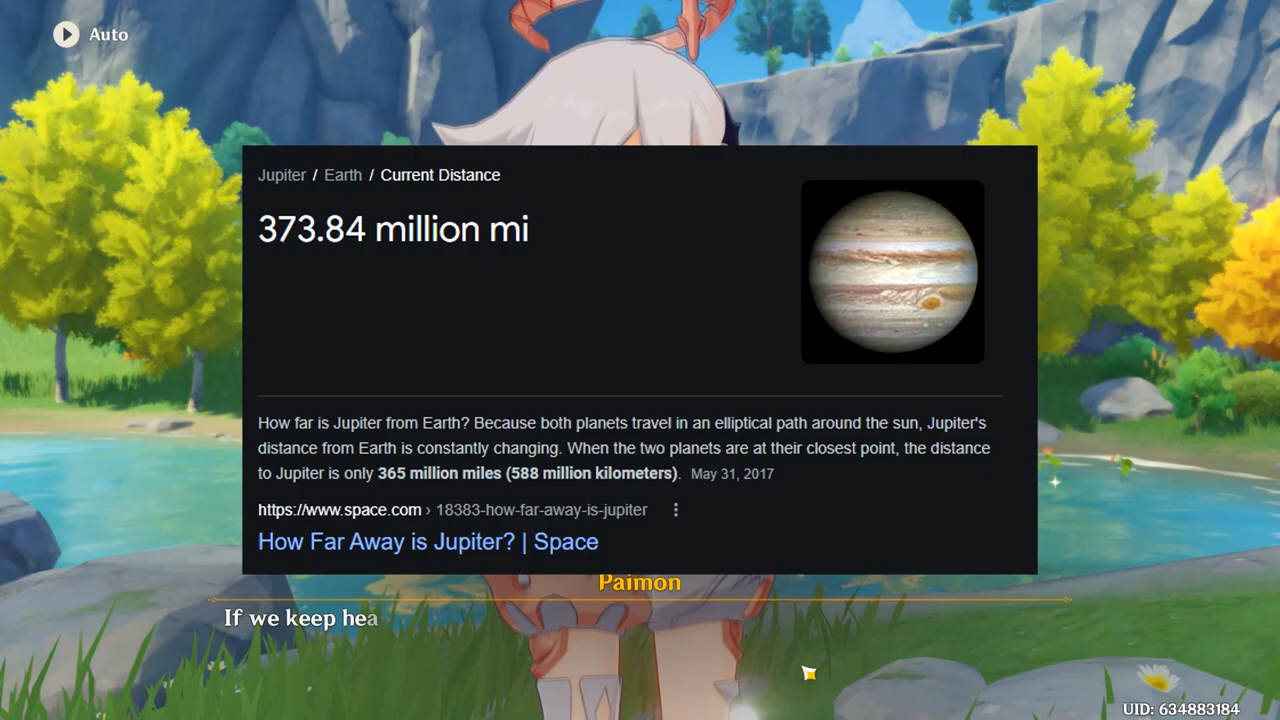 Auto
Jupiter / Earth / Current Distance
373.84 million mi
How far is Jupiter from Earth? Because both planets travel in an elliptical path around the sun, Jupiter's
distance from Earth is constantly changing. When the two planets are at their closest point, the distance
to Jupiter is only 365 million miles (588 million kilometers). May 31, 2017
https://www.space.com › 18383-how-far-away-is-jupiter
How Far Away is Jupiter? | Space
Paimon
If we keep hea
UID: 634883184